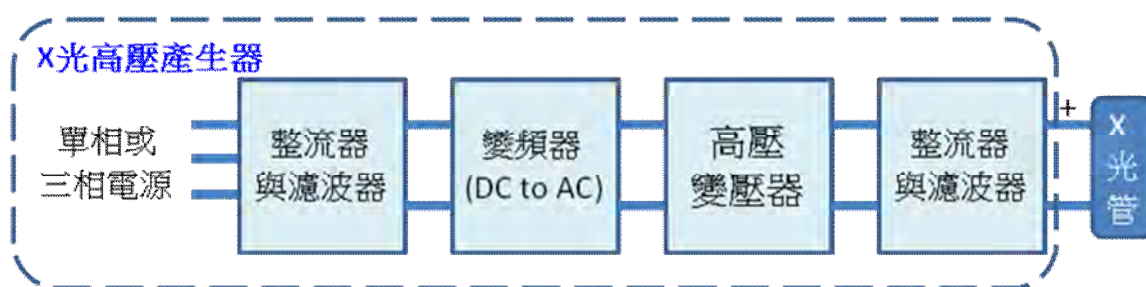 X光高壓產生器
單相或
三相電源
整流器
與濾波器
變頻器
(DC to AC)
高壓
變壓器
整流器
與濾波器
+
X
光
管